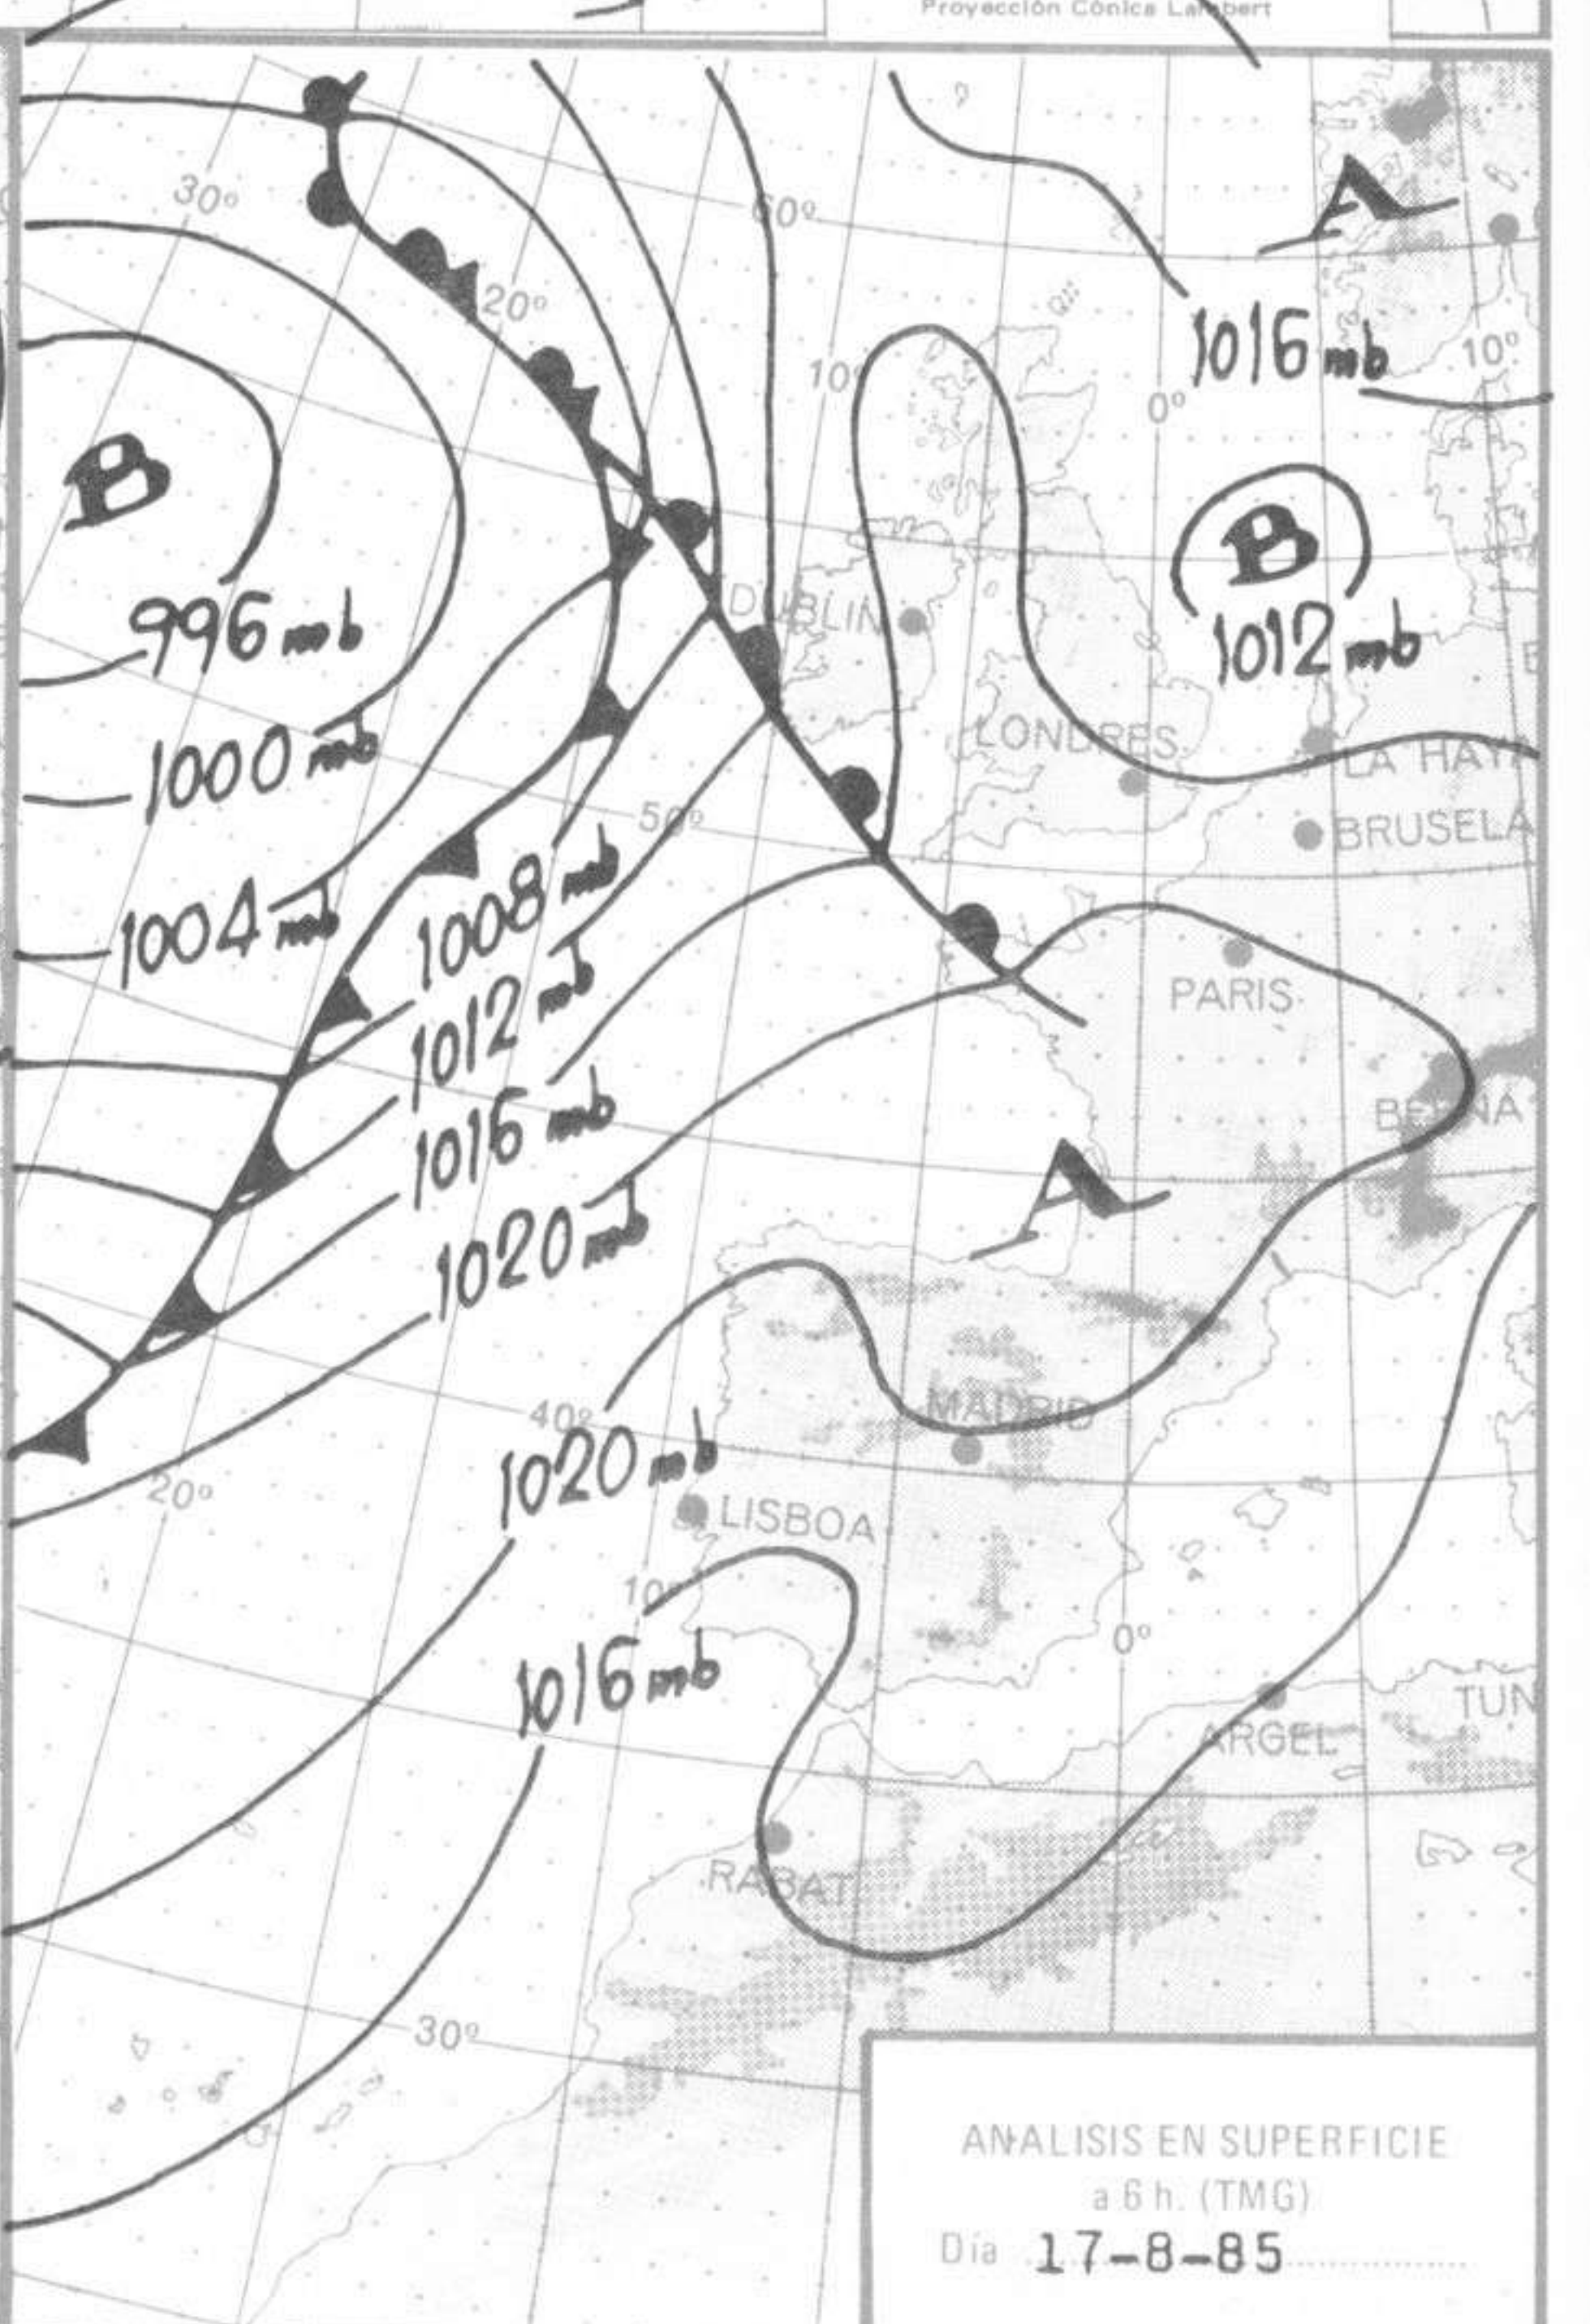 Proyección Cónica Lambert
30º
60º
A
20º
1016 mb
10º
10º
0º
B
B
996 mb
DUBLIN
1012 mb
1000 mb
LONDRES
LA HAY
50º
BRUSELA
1004 mb
1008 mb
1012 mb
PARIS
1016 mb
BERNA
1020 mb
A
40º
MADRID
1020 mb
20º
LISBOA
10º
1016 mb
0º
TUN
ARGEL
RABAT
30º
ANALISIS EN SUPERFICIE
a 6 h. (TMG)
Día 17-8-85